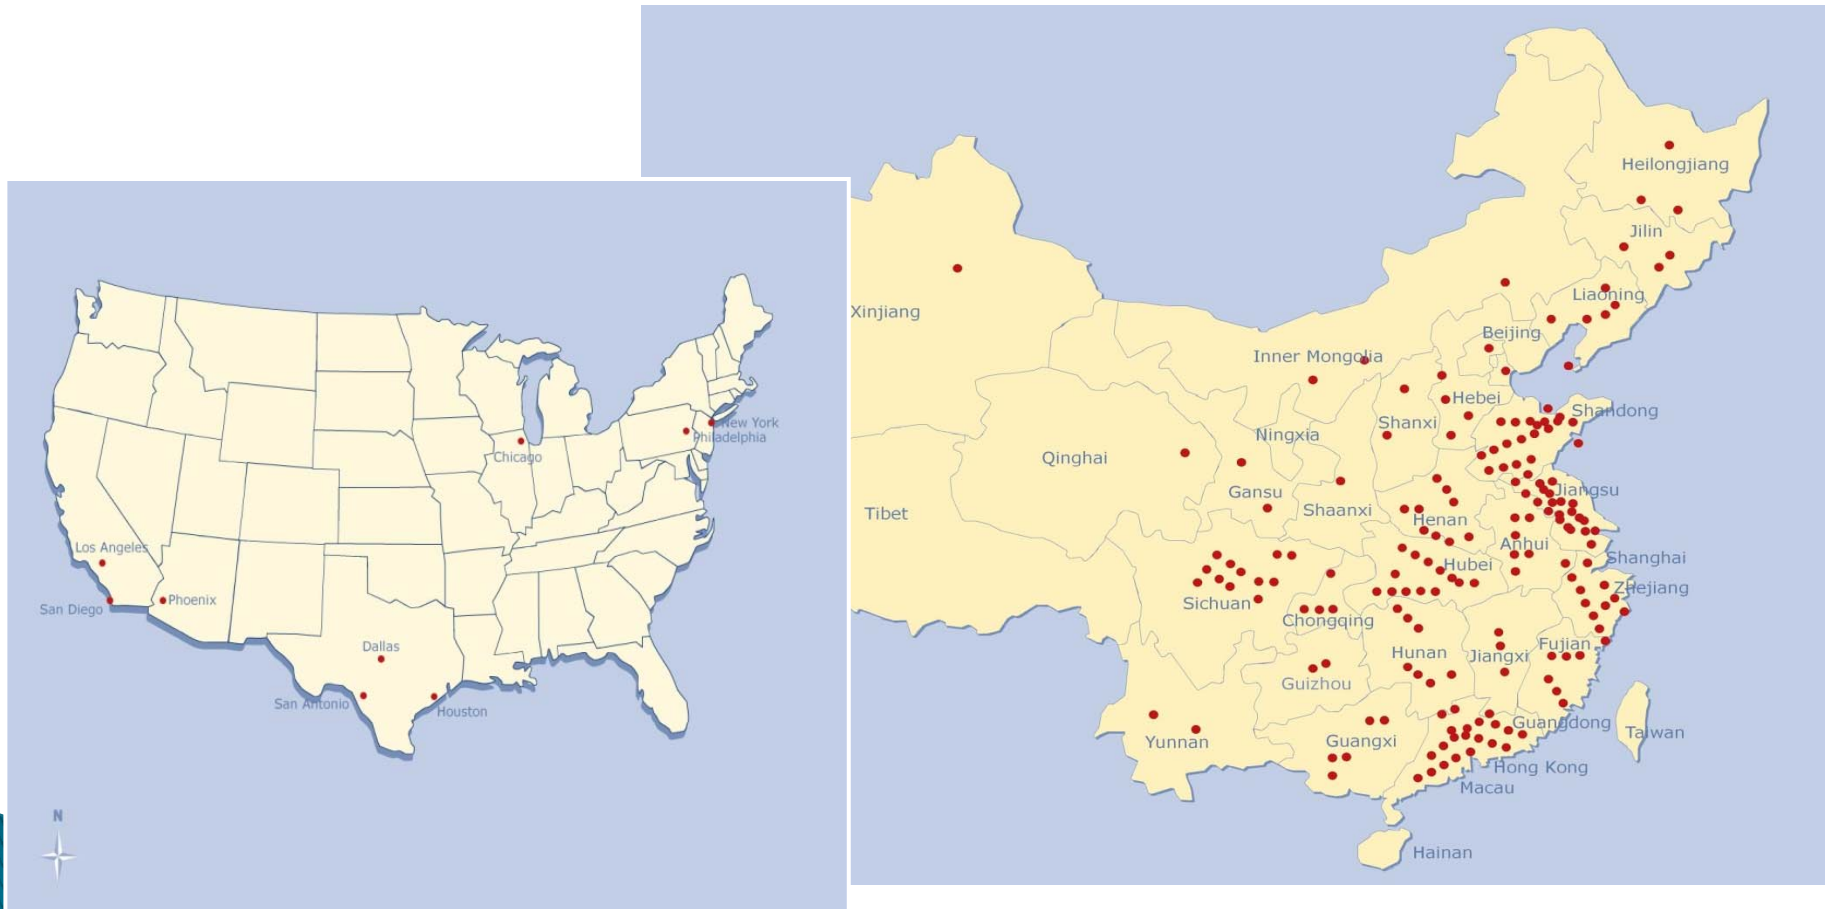 New York
Philadelphia
Chicago
Los Angeles
San Diego
Phoenix
Dallas
San Antonio
Houston
N
Heilongjiang
Jilin
Liaoning
Xinjiang
Beijing
Inner Mongolia
Hebei
Shandong
Shanxi
Ningxia
Qinghai
Gansu
Jiangsu
Tibet
Shaanxi
Henan
Anhui
Shanghai
Hubei
Zhejiang
Sichuan
Chongqing
Fujian
Hunan
Jiangxi
Guizhou
Guangdong
Taiwan
Yunnan
Guangxi
Hong Kong
Macau
Hainan